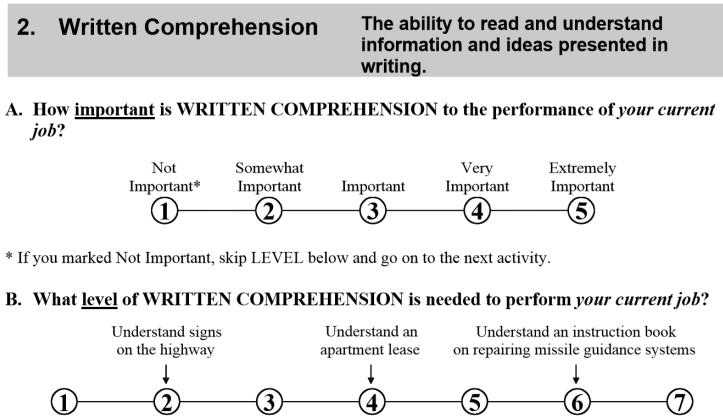 2. Written Comprehension
The ability to read and understand
information and ideas presented in
writing.
A. How important is WRITTEN COMPREHENSION to the performance of your current
job?
Not Important*
Somewhat Important
Important
Very Important
Extremely Important
1 2 3 4 5
* If you marked Not Important, skip LEVEL below and go on to the next activity.
B. What level of WRITTEN COMPREHENSION is needed to perform your current job?
Understand signs
on the highway
Understand an
apartment lease
Understand an instruction book
on repairing missile guidance systems
1 2 3 4 5 6 7